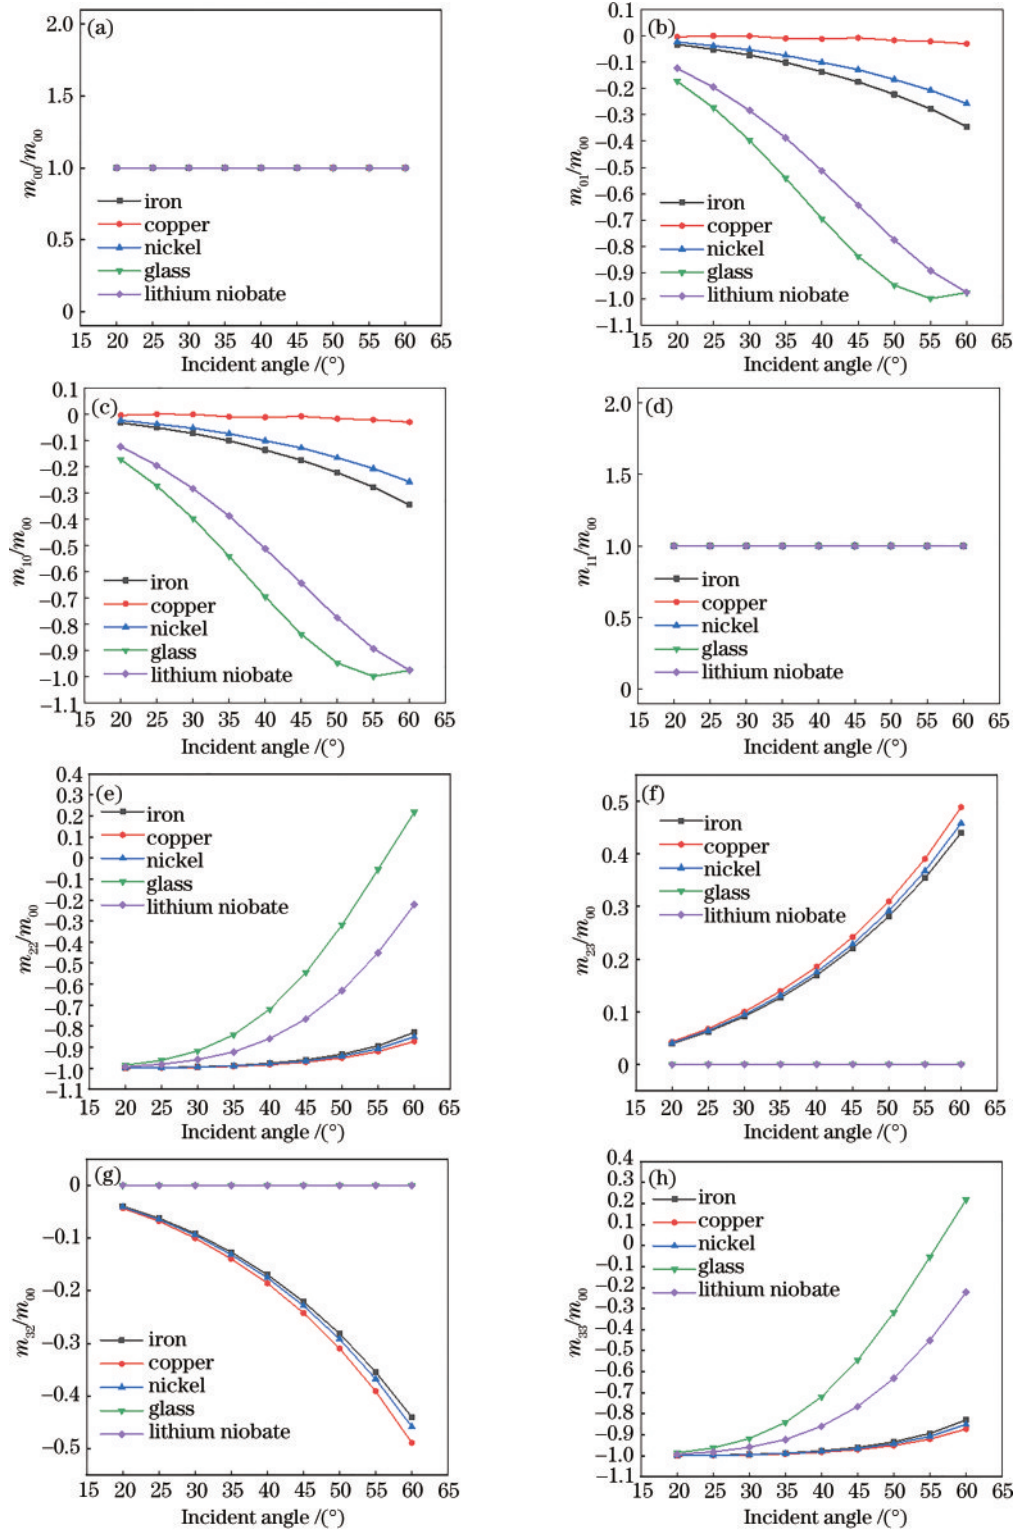 (a)
2.0
1.5
1.0
0.5
0
m00/m00
iron
copper
nickel
glass
lithium niobate
15 20 25 30 35 40 45 50 55 60 65
Incident angle /(°)
(b)
0
−0.1
−0.2
−0.3
−0.4
−0.5
−0.6
−0.7
−0.8
−0.9
−1.0
−1.1
m01/m00
iron
copper
nickel
glass
lithium niobate
15 20 25 30 35 40 45 50 55 60 65
Incident angle /(°)
(c)
0.1
0
−0.1
−0.2
−0.3
−0.4
−0.5
−0.6
−0.7
−0.8
−0.9
−1.0
−1.1
m10/m00
iron
copper
nickel
glass
lithium niobate
15 20 25 30 35 40 45 50 55 60 65
Incident angle /(°)
(d)
2.0
1.5
1.0
0.5
0
m11/m00
iron
copper
nickel
glass
lithium niobate
15 20 25 30 35 40 45 50 55 60 65
Incident angle /(°)
(e)
0.4
0.3
0.2
0.1
0
−0.1
−0.2
−0.3
−0.4
−0.5
−0.6
−0.7
−0.8
−0.9
−1.0
−1.1
m22/m00
iron
copper
nickel
glass
lithium niobate
15 20 25 30 35 40 45 50 55 60 65
Incident angle /(°)
(f)
0.5
0.4
0.3
0.2
0.1
0
m23/m00
iron
copper
nickel
glass
lithium niobate
15 20 25 30 35 40 45 50 55 60 65
Incident angle /(°)
(g)
0
−0.1
−0.2
−0.3
−0.4
−0.5
m32/m00
iron
copper
nickel
glass
lithium niobate
15 20 25 30 35 40 45 50 55 60 65
Incident angle /(°)
(h)
0.4
0.3
0.2
0.1
0
−0.1
−0.2
−0.3
−0.4
−0.5
−0.6
−0.7
−0.8
−0.9
−1.0
−1.1
m33/m00
iron
copper
nickel
glass
lithium niobate
15 20 25 30 35 40 45 50 55 60 65
Incident angle /(°)